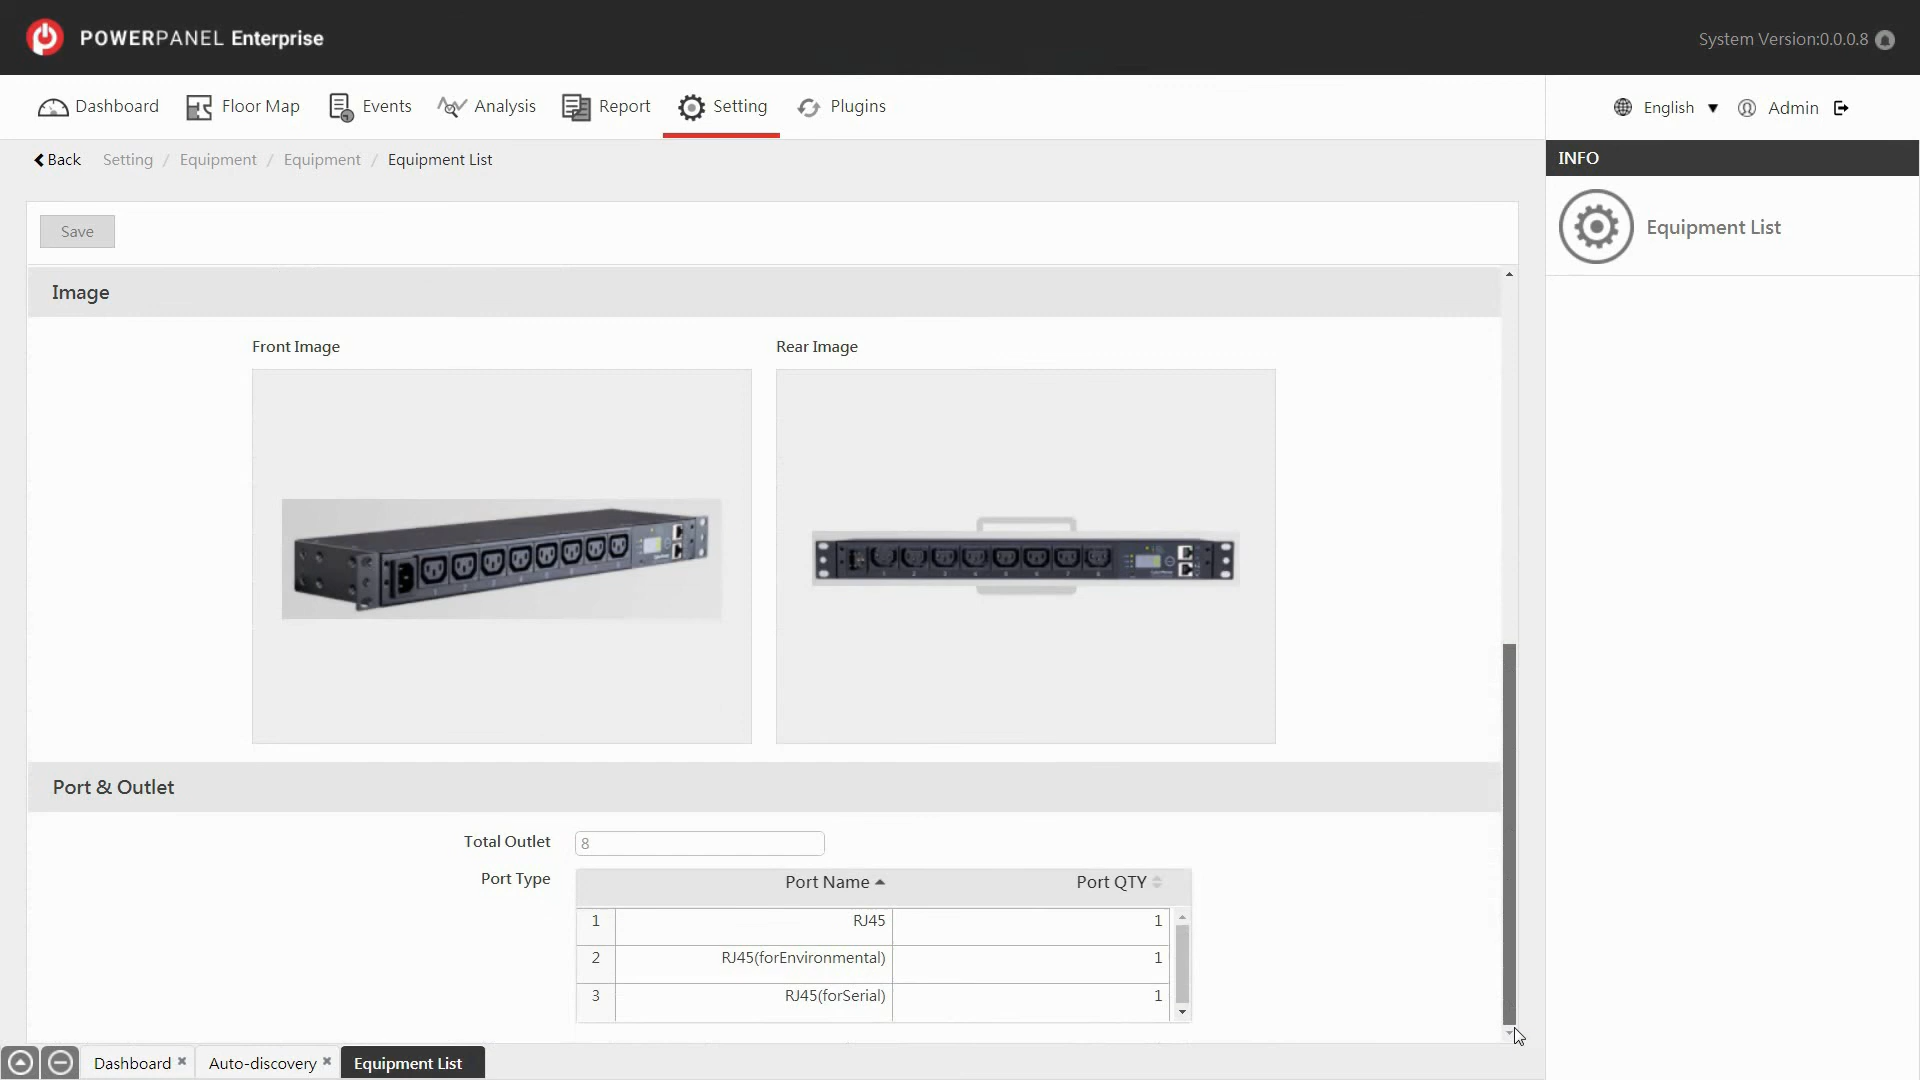 POWERPANEL Enterprise
System Version:0.0.0.8
Dashboard Floor Map Events Analysis Report Setting Plugins
English ▼ Admin
Back Setting / Equipment / Equipment / Equipment List
INFO
Equipment List
Save
Image
Front Image Rear Image
Port & Outlet
Total Outlet 8
Port Type Port Name Port QTY
1 RJ45 1
2 RJ45(forEnvironmental) 1
3 RJ45(forSerial) 1
Dashboard × Auto-discovery × Equipment List